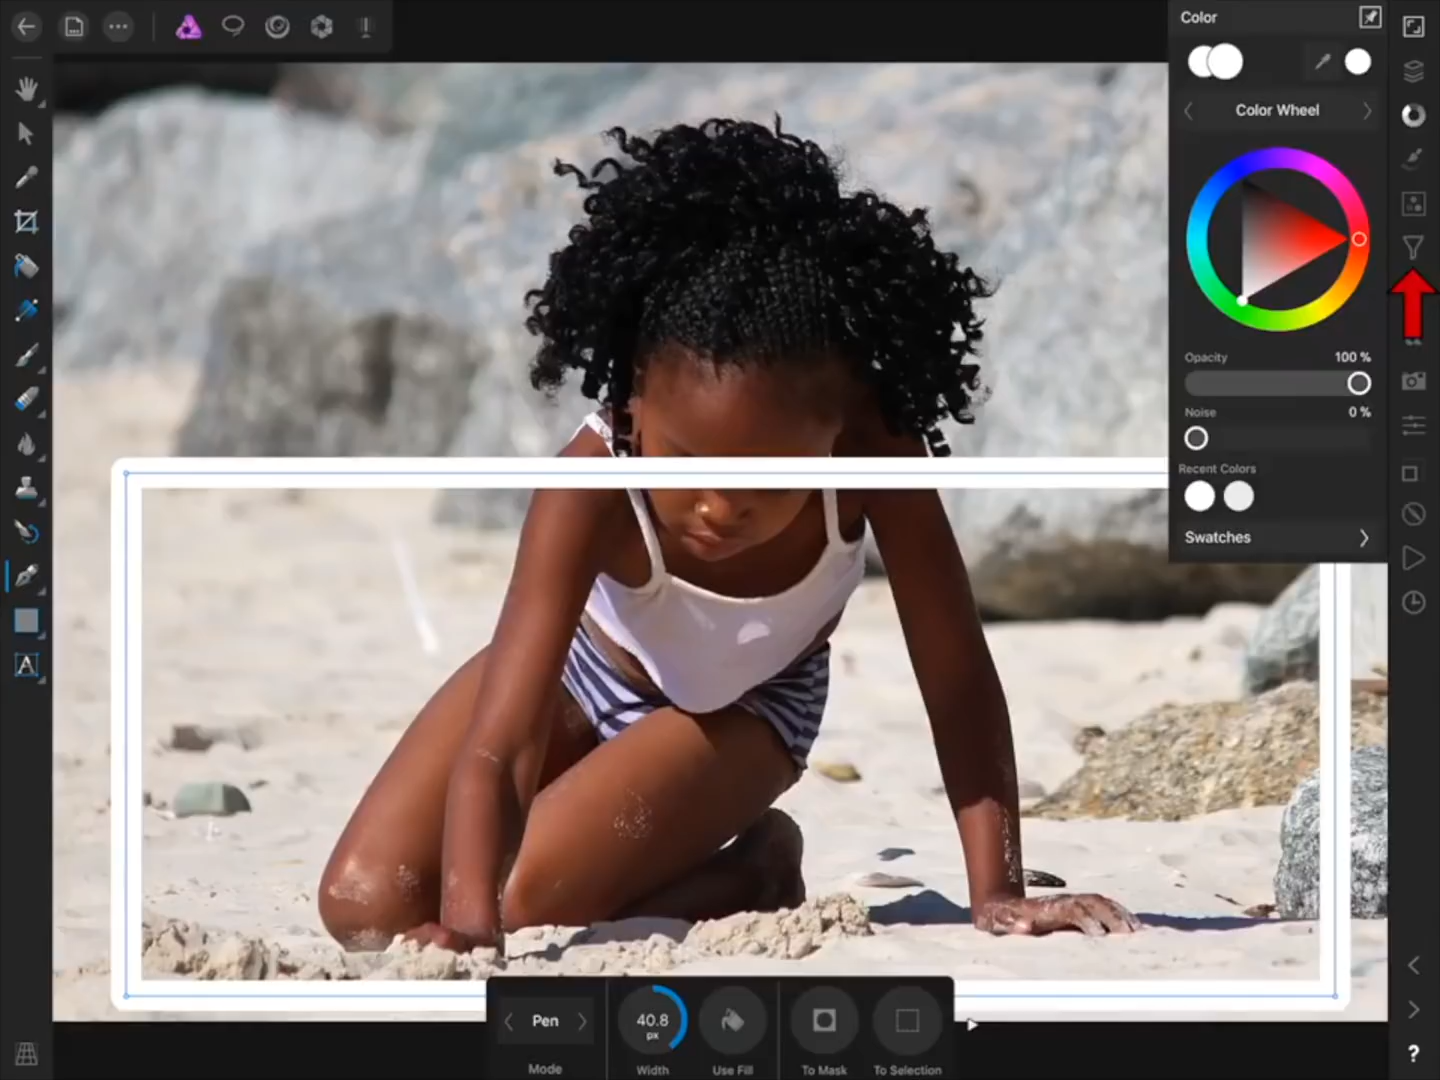 Color
Color Wheel
Opacity 100 %
Noise 0 %
Recent Colors
Swatches
A
Pen
40.8
px
Mode
Width
Use Fill
To Mask
To Selection
?